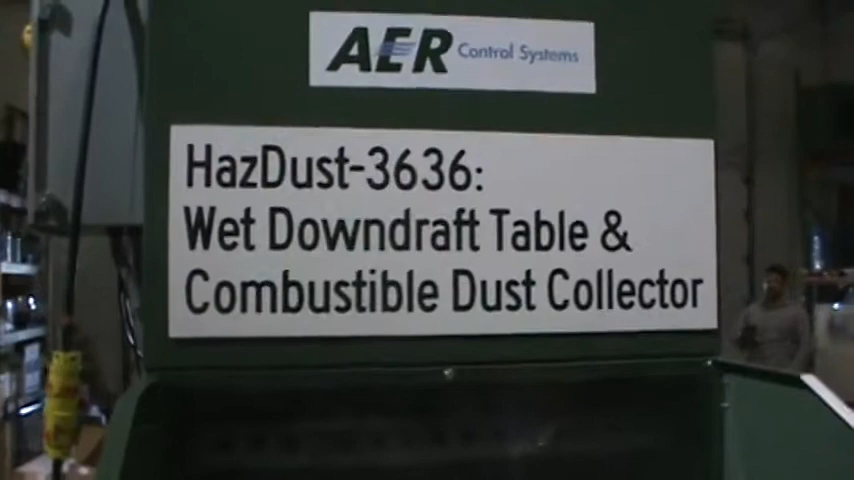 AER Control Systems
HazDust-3636:
Wet Downdraft Table &
Combustible Dust Collector